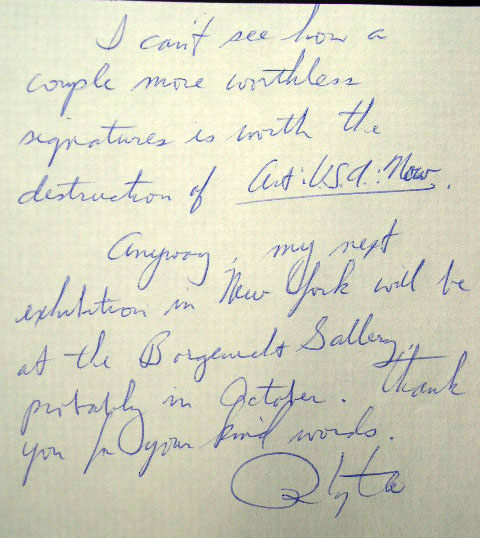 I can't see how a
couple more worthless
signatures is worth the
destruction of Art: U.S.A.: Now.
Anyway, my next
exhibition in New York will be
at the Borgenicht Gallery,
probably in October. Thank
you for your kind words.